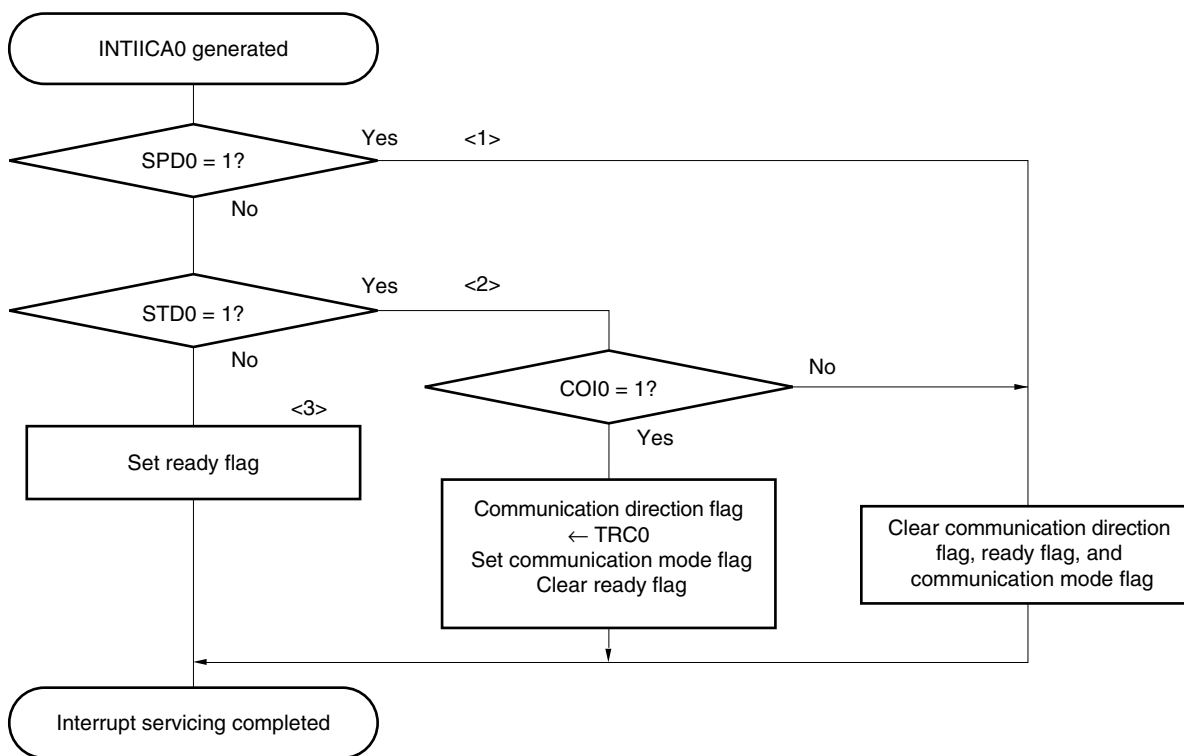 INTIICA0 generated
Yes
<1>
SPD0 = 1?
No
Yes
<2>
STD0 = 1?
No
COI0 = 1?
No
<3>
Yes
Set ready flag
Communication direction flag
← TRC0
Set communication mode flag
Clear ready flag
Clear communication direction
flag, ready flag, and
communication mode flag
Interrupt servicing completed